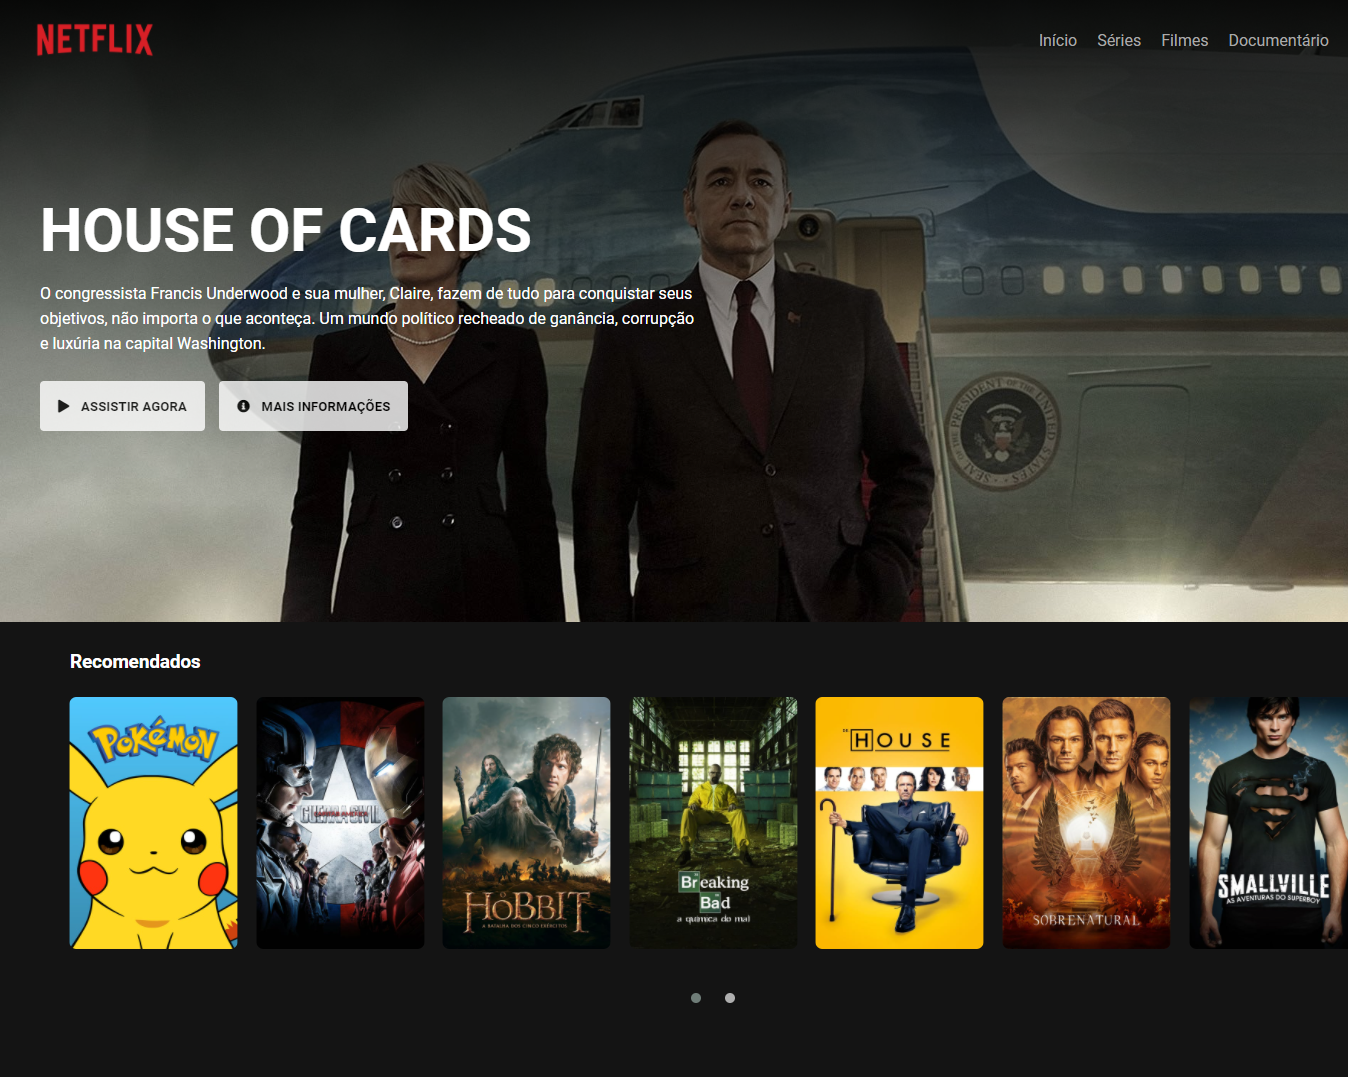 NETFLIX
Início Séries Filmes Documentário
HOUSE OF CARDS
O congressista Francis Underwood e sua mulher, Claire, fazem de tudo para conquistar seus
objetivos, não importa o que aconteça. Um mundo político recheado de ganância, corrupção
e luxúria na capital Washington.
ASSISTIR AGORA
MAIS INFORMAÇÕES
SEAL OF THE PRESIDENT OF THE UNITED STATES
Recomendados
POKéMON
GUERRA CIVIL
O
HOBBIT
A BATALHA DOS CINCO EXÉRCITOS
Breaking
Bad
a química do mal
HOUSE
SOBRENATURAL
SMALLVILLE
AS AVENTURAS DO SUPERBOY